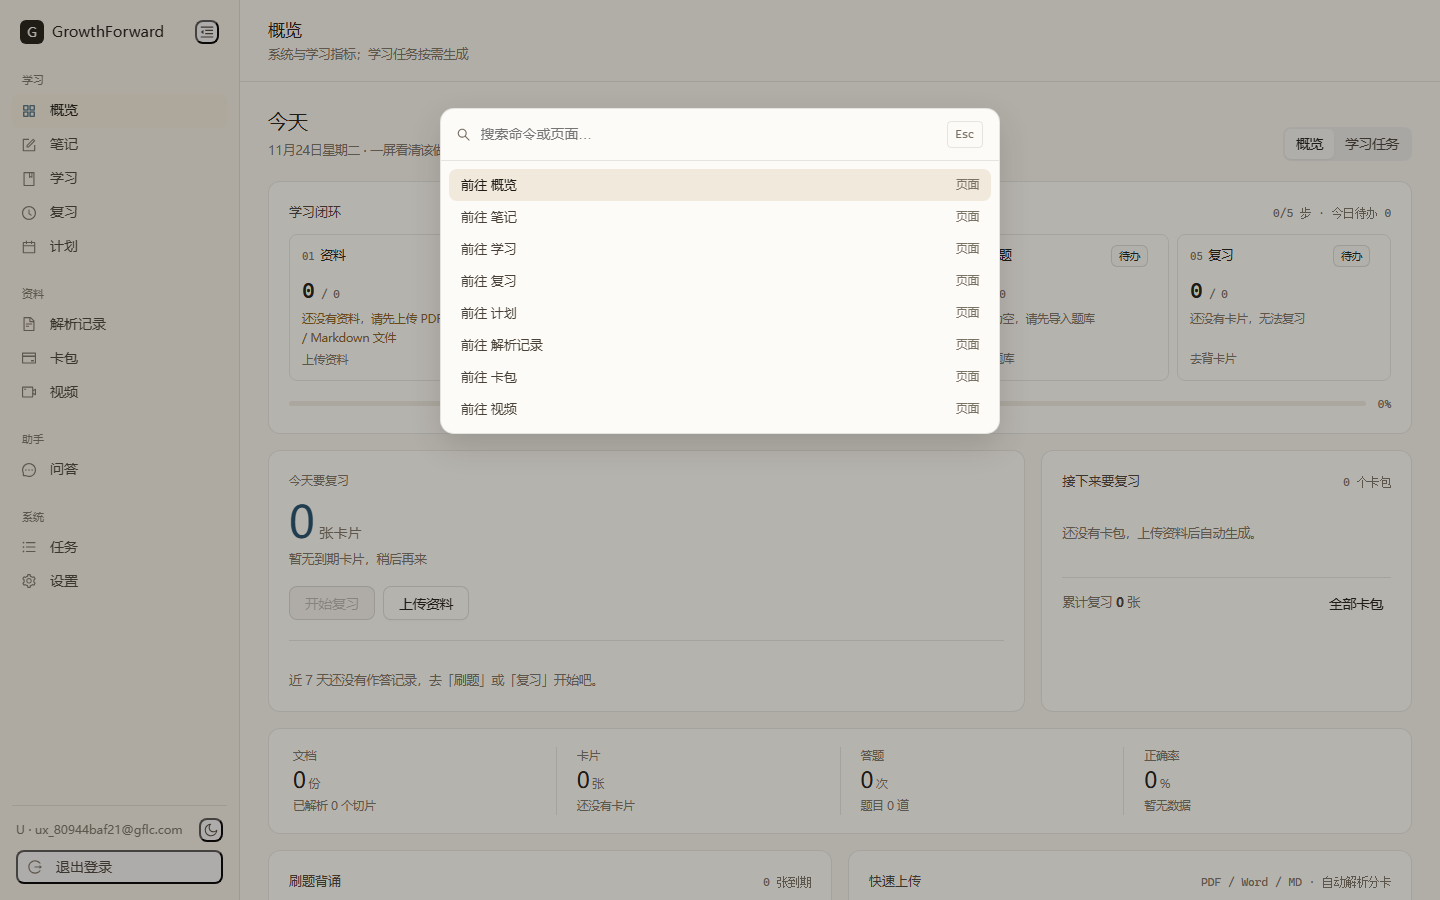 G GrowthForward
学习
概览
笔记
学习
复习
计划
资料
解析记录
卡包
视频
助手
问答
系统
任务
设置
U · ux_80944baf21@gflc.com
退出登录
概览
系统与学习指标；学习任务按需生成
今天
11月24日星期二 · 一屏看清该
概览 学习任务
搜索命令或页面... Esc
前往 概览 页面
前往 笔记 页面
前往 学习 页面
前往 复习 页面
前往 计划 页面
前往 解析记录 页面
前往 卡包 页面
前往 视频 页面
学习闭环 0/5 步 · 今日待办 0
01 资料
0 / 0
还没有资料，请先上传 PDF
/ Markdown 文件
上传资料
题 待办
0
空，请先导入题库
库
05 复习 待办
0 / 0
还没有卡片，无法复习
去背卡片
0%
今天要复习
0 张卡片
暂无到期卡片，稍后再来
开始复习 上传资料
近 7 天还没有作答记录，去「刷题」或「复习」开始吧。
接下来要复习 0 个卡包
还没有卡包，上传资料后自动生成。
累计复习 0 张 全部卡包
文档
0 份
已解析 0 个切片
卡片
0 张
还没有卡片
答题
0 次
题目 0 道
正确率
0 %
暂无数据
刷题背诵 0 张到期
快速上传 PDF / Word / MD · 自动解析分卡